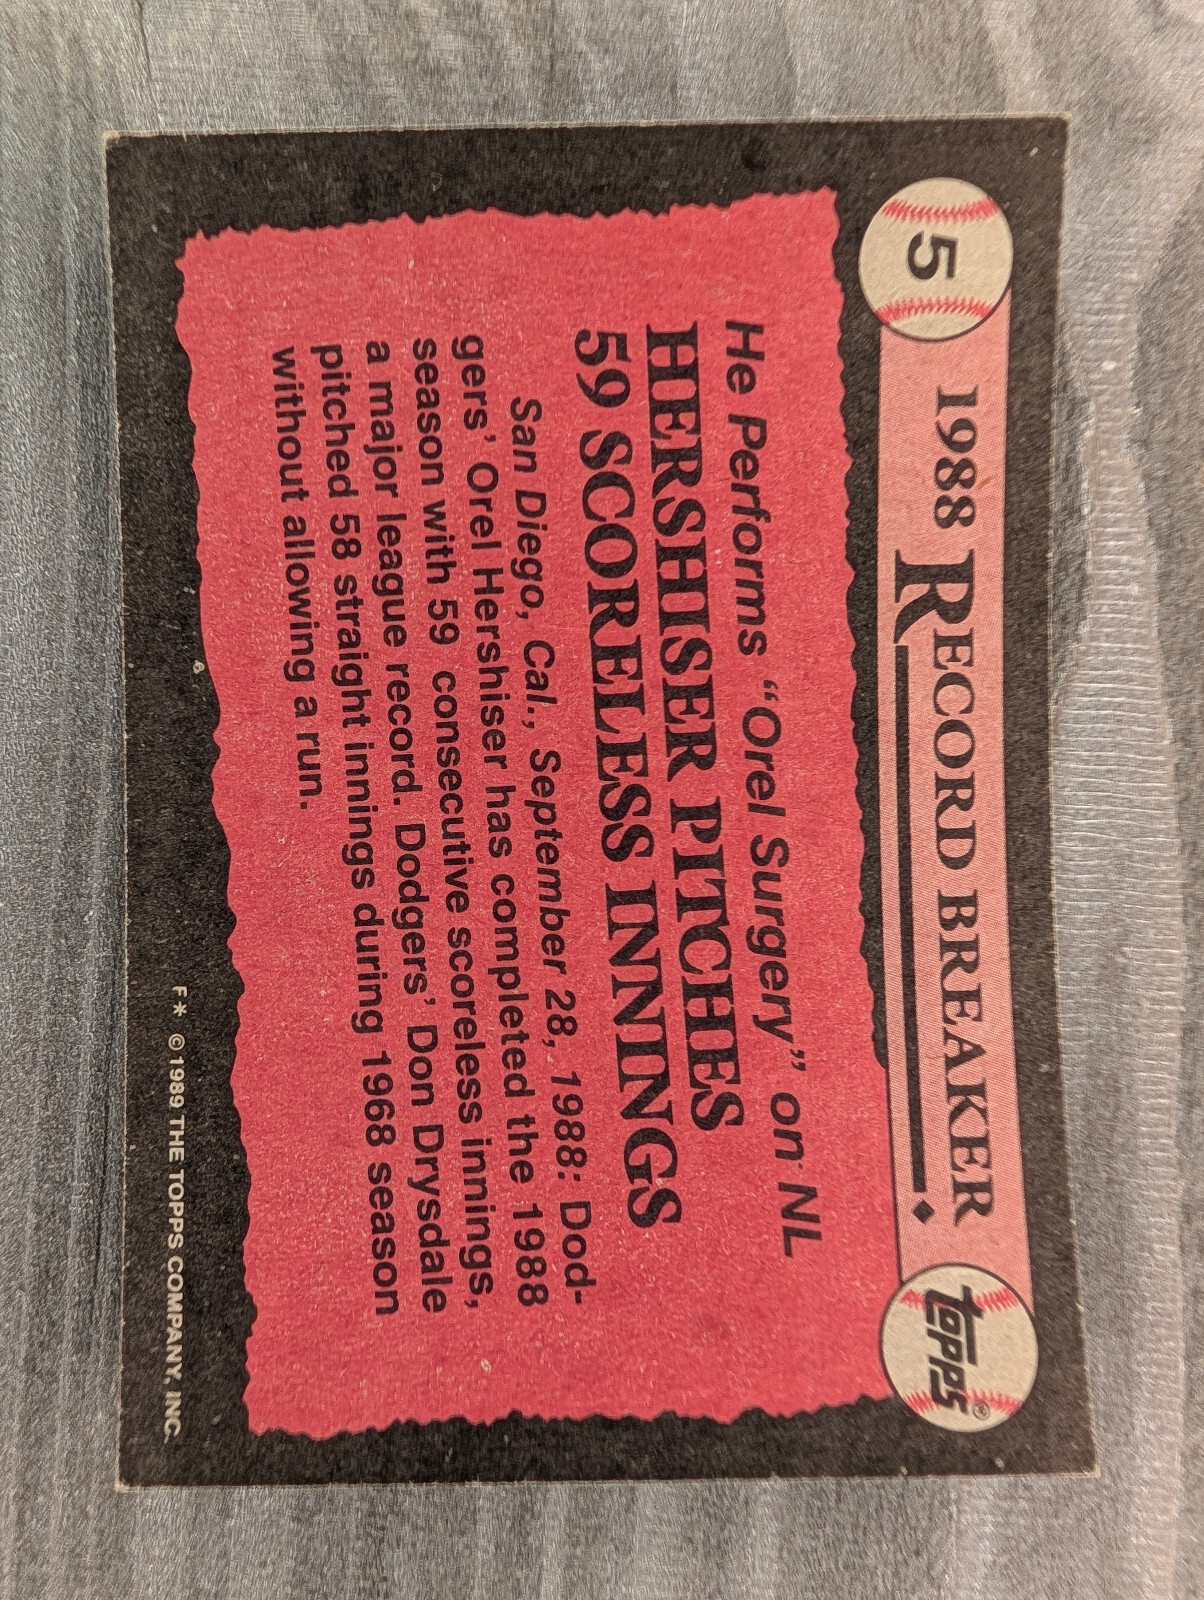 5
1988 RECORD BREAKER
topps®
He Performs “Orel Surgery” on NL
HERSHISER PITCHES
59 SCORELESS INNINGS
San Diego, Cal., September 28, 1988: Dod-
gers’ Orel Hershiser has completed the 1988
season with 59 consecutive scoreless innings,
a major league record. Dodgers’ Don Drysdale
pitched 58 straight innings during 1968 season
without allowing a run.
F* ©1989 THE TOPPS COMPANY, INC.